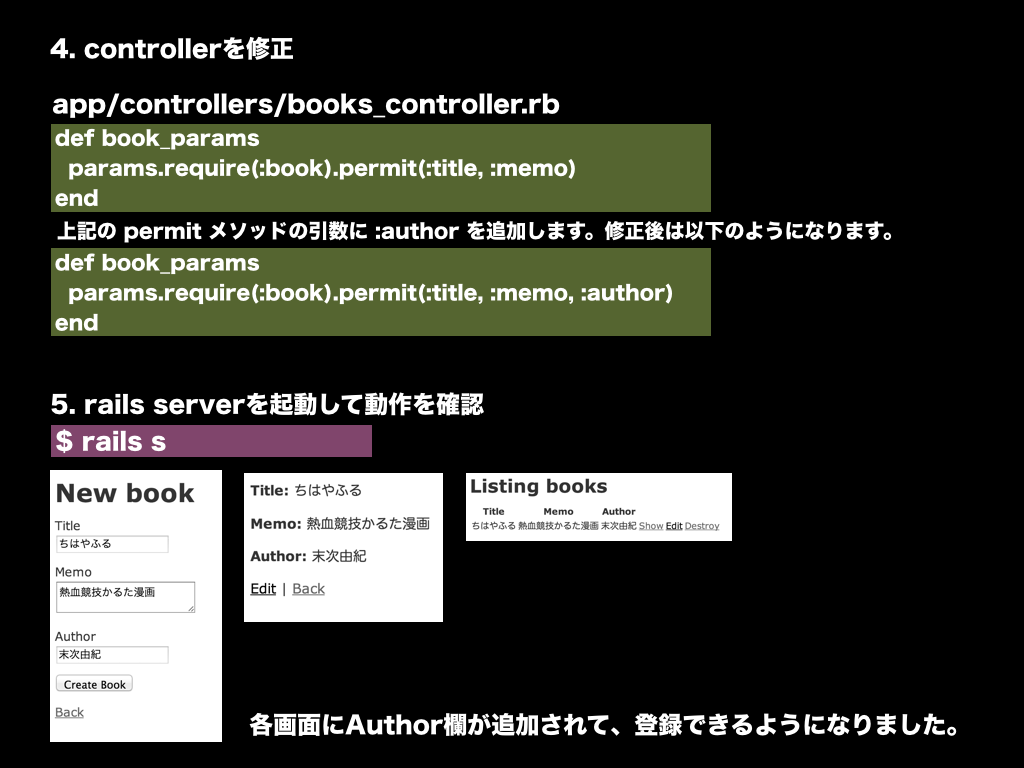 4. controllerを修正
app/controllers/books_controller.rb
def book_params
  params.require(:book).permit(:title, :memo)
end
上記の permit メソッドの引数に :author を追加します。修正後は以下のようになります。
def book_params
  params.require(:book).permit(:title, :memo, :author)
end
5. rails serverを起動して動作を確認
$ rails s
New book
Title
ちはやふる
Memo
熱血競技かるた漫画
Author
末次由紀
Create Book
Back
Title: ちはやふる
Memo: 熱血競技かるた漫画
Author: 末次由紀
Edit | Back
Listing books
Title Memo Author
ちはやふる 熱血競技かるた漫画 末次由紀 Show Edit Destroy
各画面にAuthor欄が追加されて、登録できるようになりました。